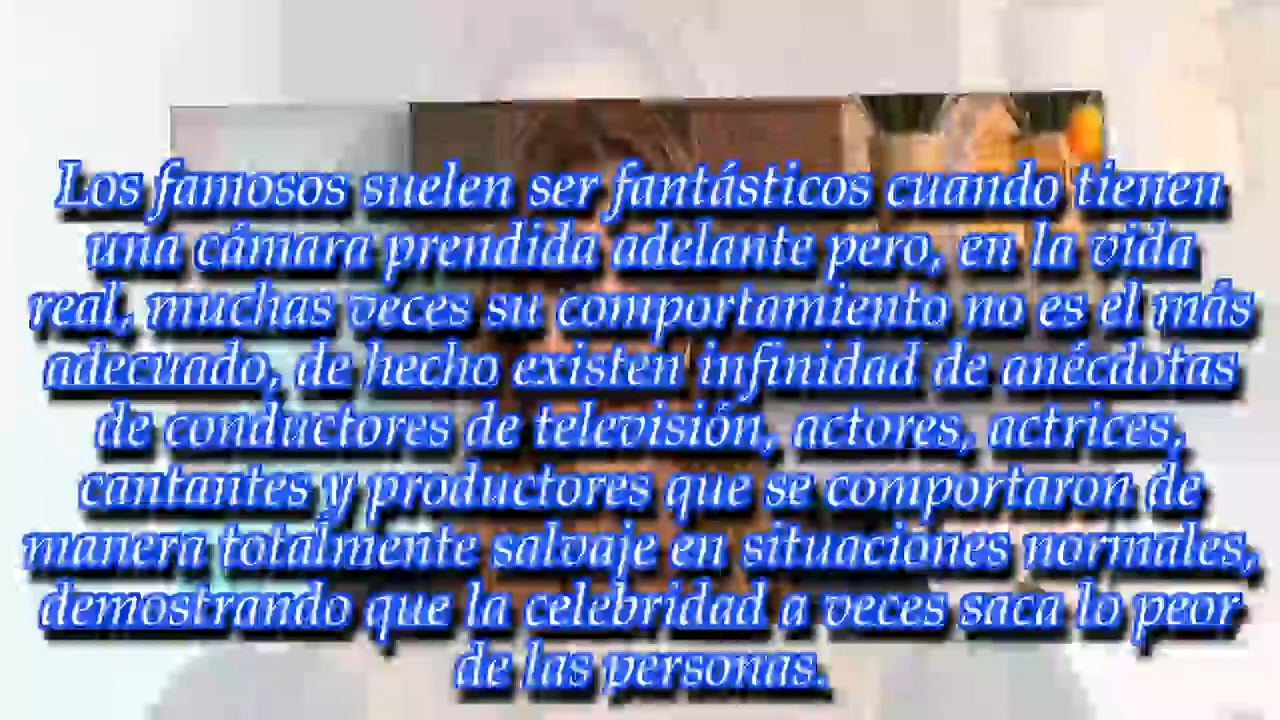 Los famosos suelen ser fantásticos cuando tienen
una cámara prendida adelante pero, en la vida
real, muchas veces su comportamiento no es el más
adecuado, de hecho existen infinidad de anécdotas
de conductores de televisión, actores, actrices,
cantantes y productores que se comportaron de
manera totalmente salvaje en situaciones normales,
demostrando que la celebridad a veces saca lo peor
de las personas.